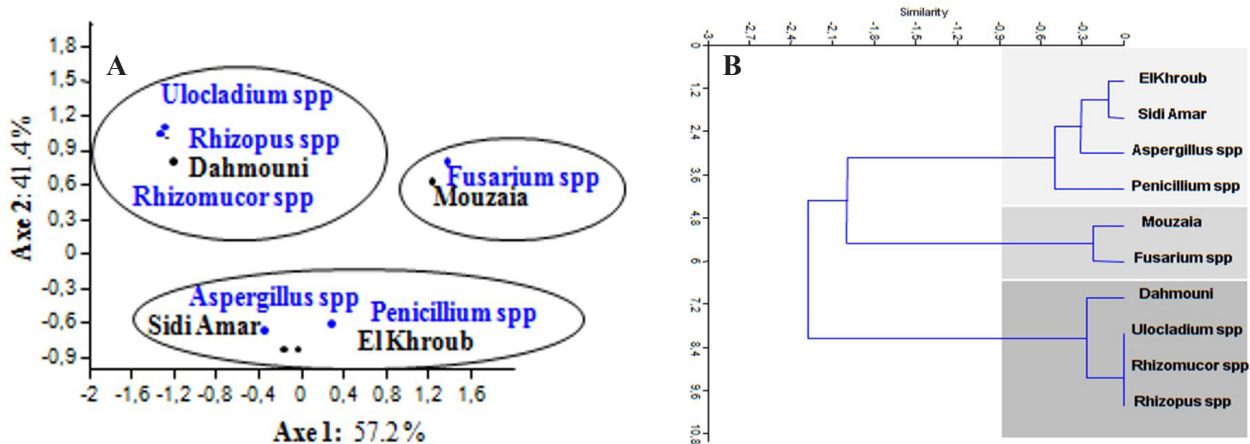 A
1,8
1,5
1,2
0,9
0,6
0,3
0
-0,3
-0,6
-0,9
Axe 2: 41.4%
Ulocladium spp
Rhizopus spp
Dahmouni
Rhizomucor spp
Fusarium spp
Mouzaia
Aspergillus spp
Penicillium spp
Sidi Amar
El Khroub
-2 -1,6 -1,2 -0,8 -0,4 0 0,4 0,8 1,2 1,6
Axe 1: 57.2%
B
Similarity
-3 -2,7 -2,4 -2,1 -1,8 -1,5 -1,2 -0,9 -0,6 -0,3 0
0
1,2
2,4
3,6
4,8
6
7,2
8,4
9,6
10,8
ElKhroub
Sidi Amar
Aspergillus spp
Penicillium spp
Mouzaia
Fusarium spp
Dahmouni
Ulocladium spp
Rhizomucor spp
Rhizopus spp